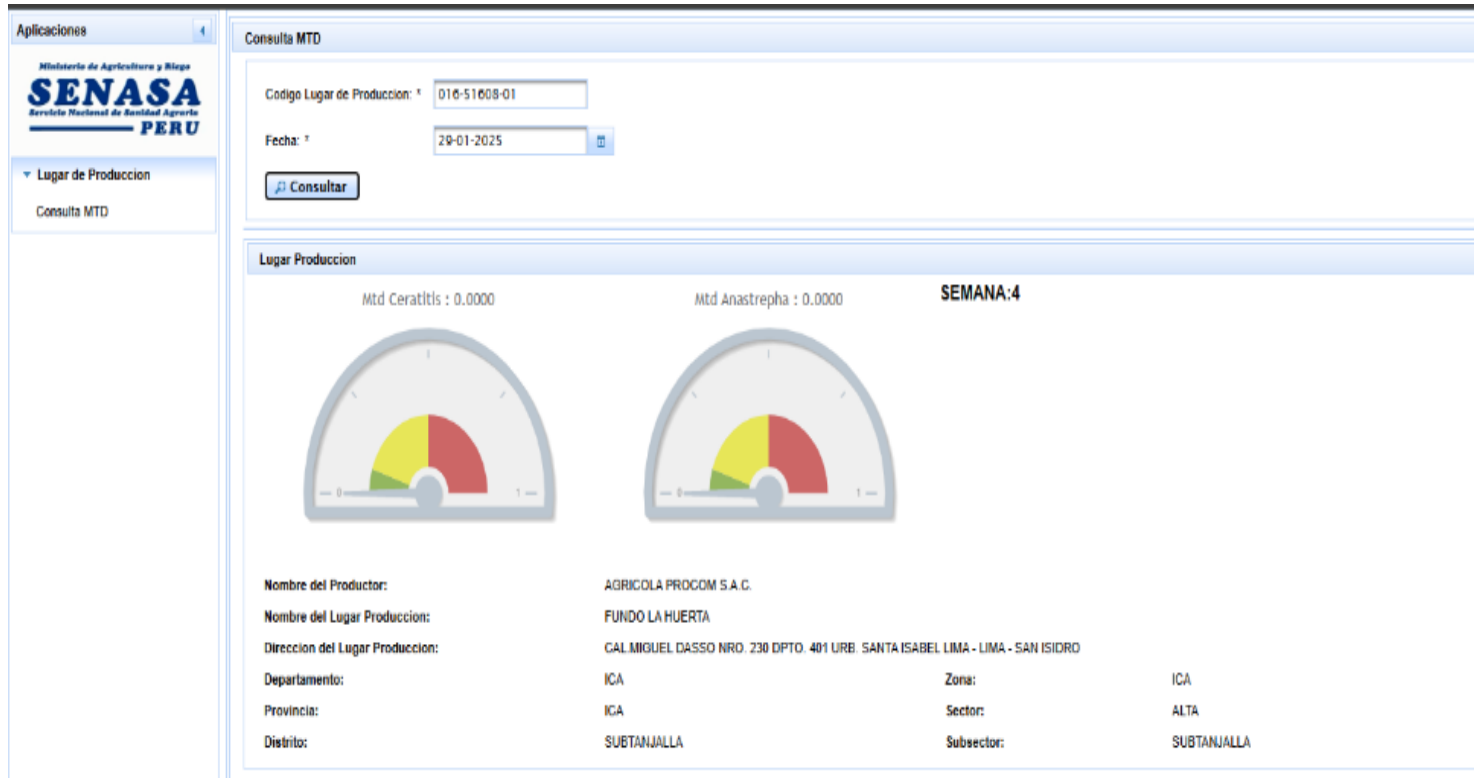 Aplicaciones
Ministerio de Agricultura y Riego
SENASA
Servicio Nacional de Sanidad Agraria
PERU
Lugar de Produccion
Consulta MTD
Consulta MTD
Codigo Lugar de Produccion: * 016-51608-01
Fecha: * 29-01-2025
Consultar
Lugar Produccion
Mtd Ceratitis : 0.0000 Mtd Anastrepha : 0.0000 SEMANA:4
0 1 0 1
Nombre del Productor: AGRICOLA PROCOM S.A.C.
Nombre del Lugar Produccion: FUNDO LA HUERTA
Direccion del Lugar Produccion: CAL.MIGUEL DASSO NRO. 230 DPTO. 401 URB. SANTA ISABEL LIMA - LIMA - SAN ISIDRO
Departamento: ICA Zona: ICA
Provincia: ICA Sector: ALTA
Distrito: SUBTANJALLA Subsector: SUBTANJALLA